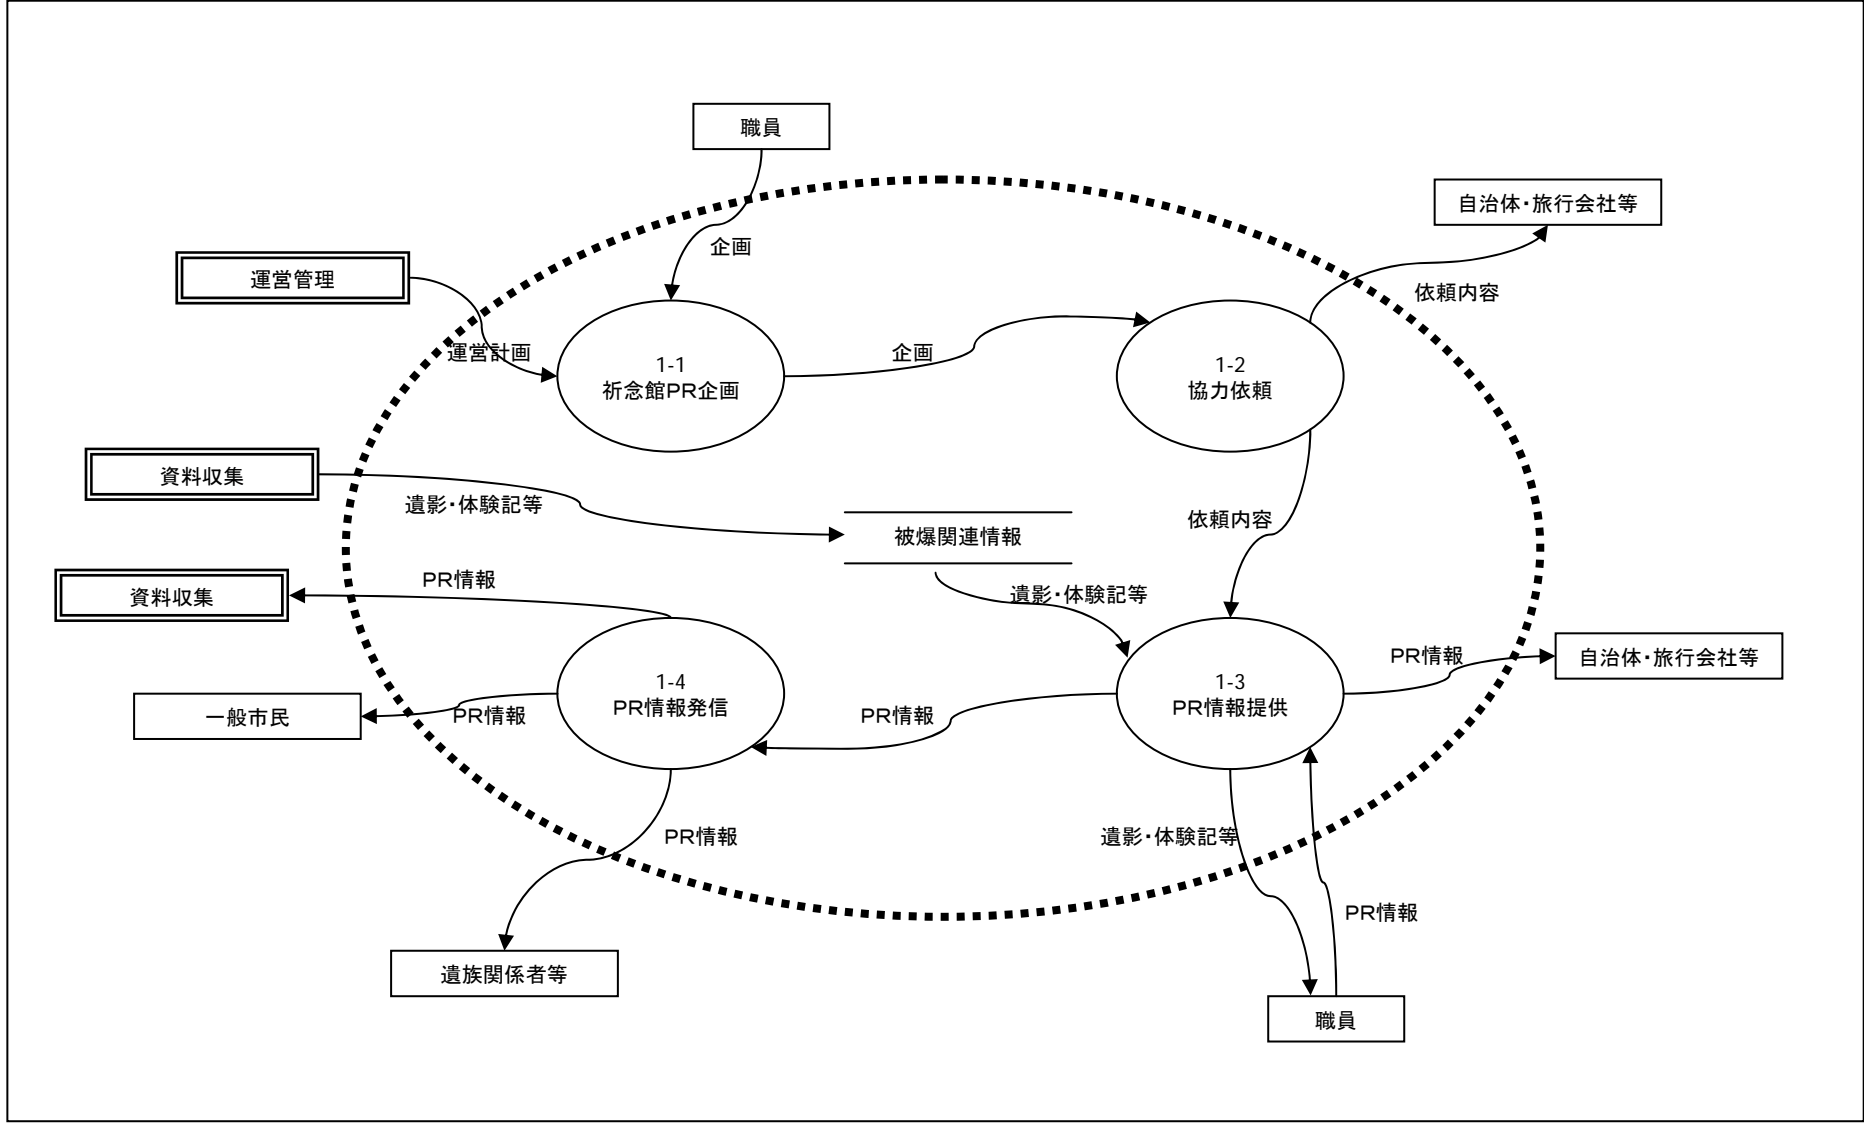 職員
自治体・旅行会社等
企画
運営管理
依頼内容
運営計画
企画
1-1
祈念館PR企画
1-2
協力依頼
資料収集
遺影・体験記等
依頼内容
被爆関連情報
PR情報
資料収集
遺影・体験記等
PR情報
自治体・旅行会社等
1-4
PR情報発信
1-3
PR情報提供
一般市民
PR情報
PR情報
PR情報
遺影・体験記等
PR情報
遺族関係者等
職員